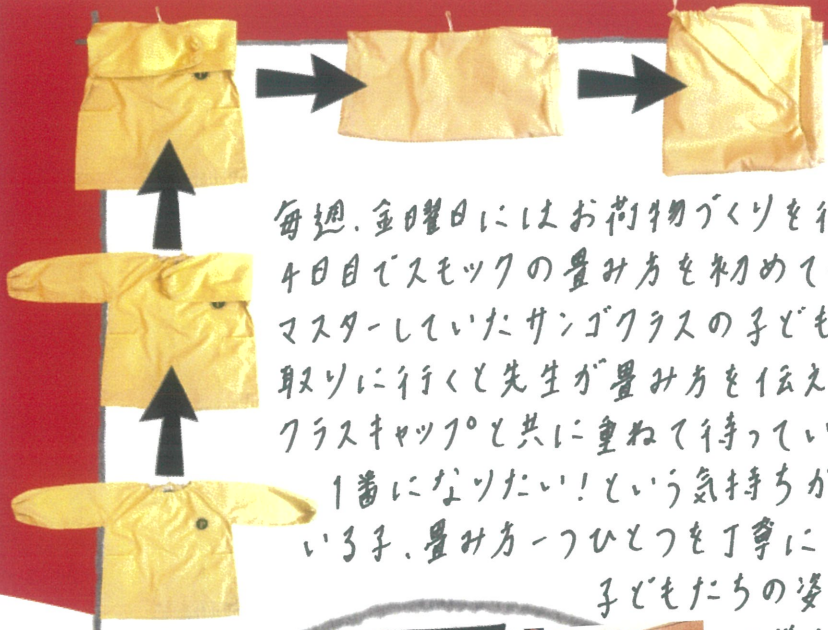 毎週、金曜日にはお荷物づくりを行
4日目でスモックの畳み方を初めて
マスターしていたサンゴクラスの子ども
取りに行くと先生が畳み方を伝え
クラスキャップと共に重ねて待ってい
1番になりたい!という気持ちが
いる子、畳み方一つひとつを丁寧に
子どもたちの姿